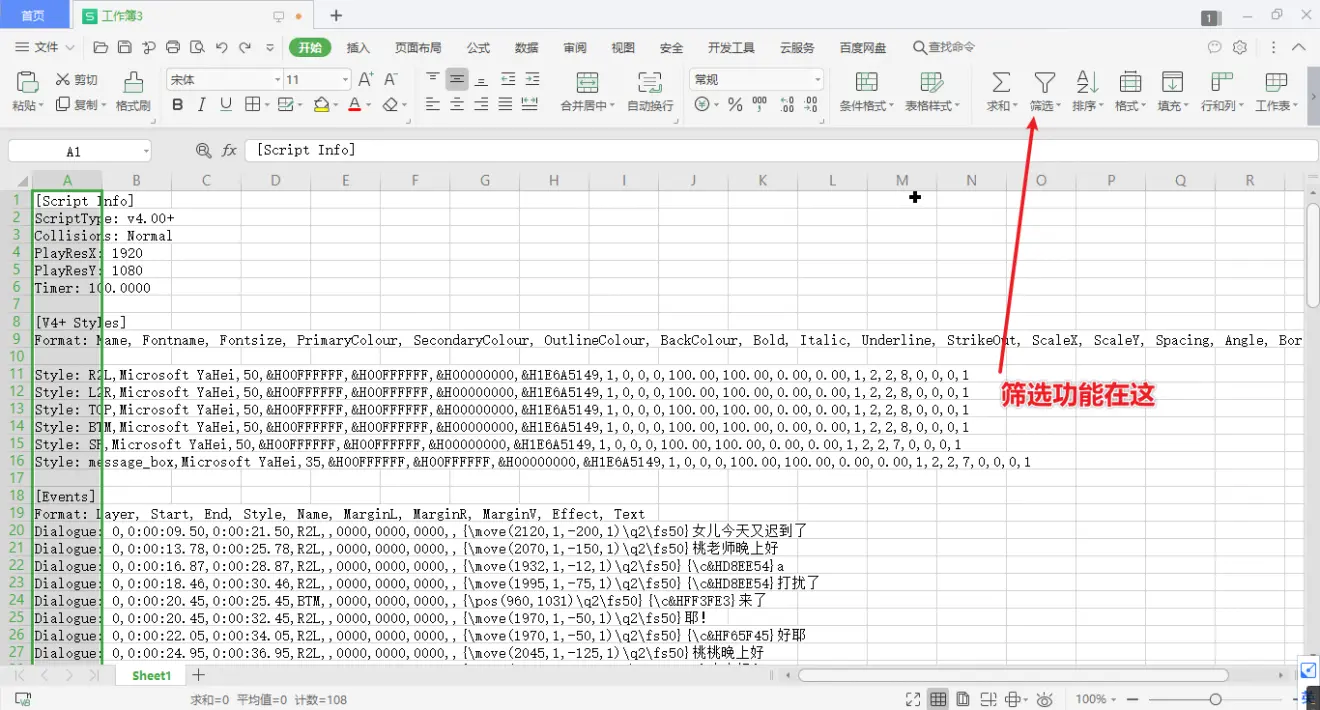 首页 工作簿3 1
文件 开始 插入 页面布局 公式 数据 审阅 视图 安全 开发工具 云服务 百度网盘 查找命令
剪切 宋体 11 A+ A- 常规
粘贴 复制 格式刷 B I U A 合并居中 自动换行 % 000 条件格式 表格样式 求和 筛选 排序 格式 填充 行和列 工作表
A1 fx [Script Info]
A B C D E F G H I J K L M N O P Q R
1 [Script Info]
2 ScriptType: v4.00+
3 Collisions: Normal
4 PlayResX: 1920
5 PlayResY: 1080
6 Timer: 100.0000
7
8 [V4+ Styles]
9 Format: Name, Fontname, Fontsize, PrimaryColour, SecondaryColour, OutlineColour, BackColour, Bold, Italic, Underline, StrikeOut, ScaleX, ScaleY, Spacing, Angle, Bor
10
11 Style: R2L,Microsoft YaHei,50,&H00FFFFFF,&H00FFFFFF,&H00000000,&H1E6A5149,1,0,0,0,100.00,100.00,0.00,0.00,1,2,2,8,0,0,0,1
12 Style: L2R,Microsoft YaHei,50,&H00FFFFFF,&H00FFFFFF,&H00000000,&H1E6A5149,1,0,0,0,100.00,100.00,0.00,0.00,1,2,2,8,0,0,0,1
筛选功能在这
13 Style: TOP,Microsoft YaHei,50,&H00FFFFFF,&H00FFFFFF,&H00000000,&H1E6A5149,1,0,0,0,100.00,100.00,0.00,0.00,1,2,2,8,0,0,0,1
14 Style: BTM,Microsoft YaHei,50,&H00FFFFFF,&H00FFFFFF,&H00000000,&H1E6A5149,1,0,0,0,100.00,100.00,0.00,0.00,1,2,2,8,0,0,0,1
15 Style: SP,Microsoft YaHei,50,&H00FFFFFF,&H00FFFFFF,&H00000000,&H1E6A5149,1,0,0,0,100.00,100.00,0.00,0.00,1,2,2,7,0,0,0,1
16 Style: message_box,Microsoft YaHei,35,&H00FFFFFF,&H00FFFFFF,&H00000000,&H1E6A5149,1,0,0,0,100.00,100.00,0.00,0.00,1,2,2,7,0,0,0,1
17
18 [Events]
19 Format: Layer, Start, End, Style, Name, MarginL, MarginR, MarginV, Effect, Text
20 Dialogue: 0,0:00:09.50,0:00:21.50,R2L,,0000,0000,0000,,{\move(2120,1,-200,1)\q2\fs50}女儿今天又迟到了
21 Dialogue: 0,0:00:13.78,0:00:25.78,R2L,,0000,0000,0000,,{\move(2070,1,-150,1)\q2\fs50}桃老师晚上好
22 Dialogue: 0,0:00:16.87,0:00:28.87,R2L,,0000,0000,0000,,{\move(1932,1,-12,1)\q2\fs50}{\c&HD8EE54}a
23 Dialogue: 0,0:00:18.46,0:00:30.46,R2L,,0000,0000,0000,,{\move(1995,1,-75,1)\q2\fs50}{\c&HD8EE54}打扰了
24 Dialogue: 0,0:00:20.45,0:00:25.45,BTM,,0000,0000,0000,,{\pos(960,1031)\q2\fs50}{\c&HFF3FE3}来了
25 Dialogue: 0,0:00:20.45,0:00:32.45,R2L,,0000,0000,0000,,{\move(1970,1,-50,1)\q2\fs50}耶!
26 Dialogue: 0,0:00:22.05,0:00:34.05,R2L,,0000,0000,0000,,{\move(1970,1,-50,1)\q2\fs50}{\c&HF65F45}好耶
27 Dialogue: 0,0:00:24.95,0:00:36.95,R2L,,0000,0000,0000,,{\move(2045,1,-125,1)\q2\fs50}桃桃晚上好
Sheet1
求和=0 平均值=0 计数=108 100%
英